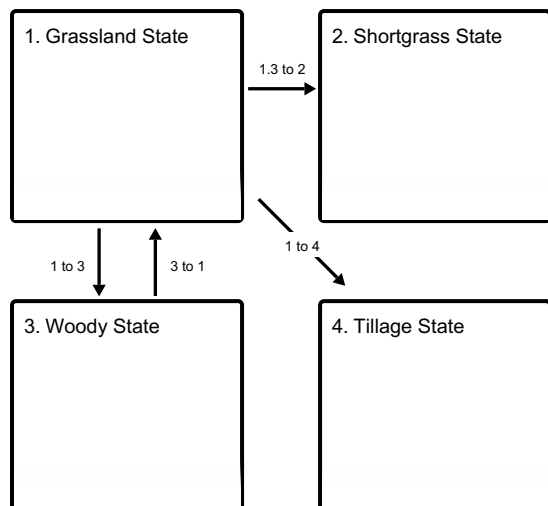 1. Grassland State
2. Shortgrass State
1.3 to 2
1 to 4
1 to 3
3 to 1
3. Woody State
4. Tillage State